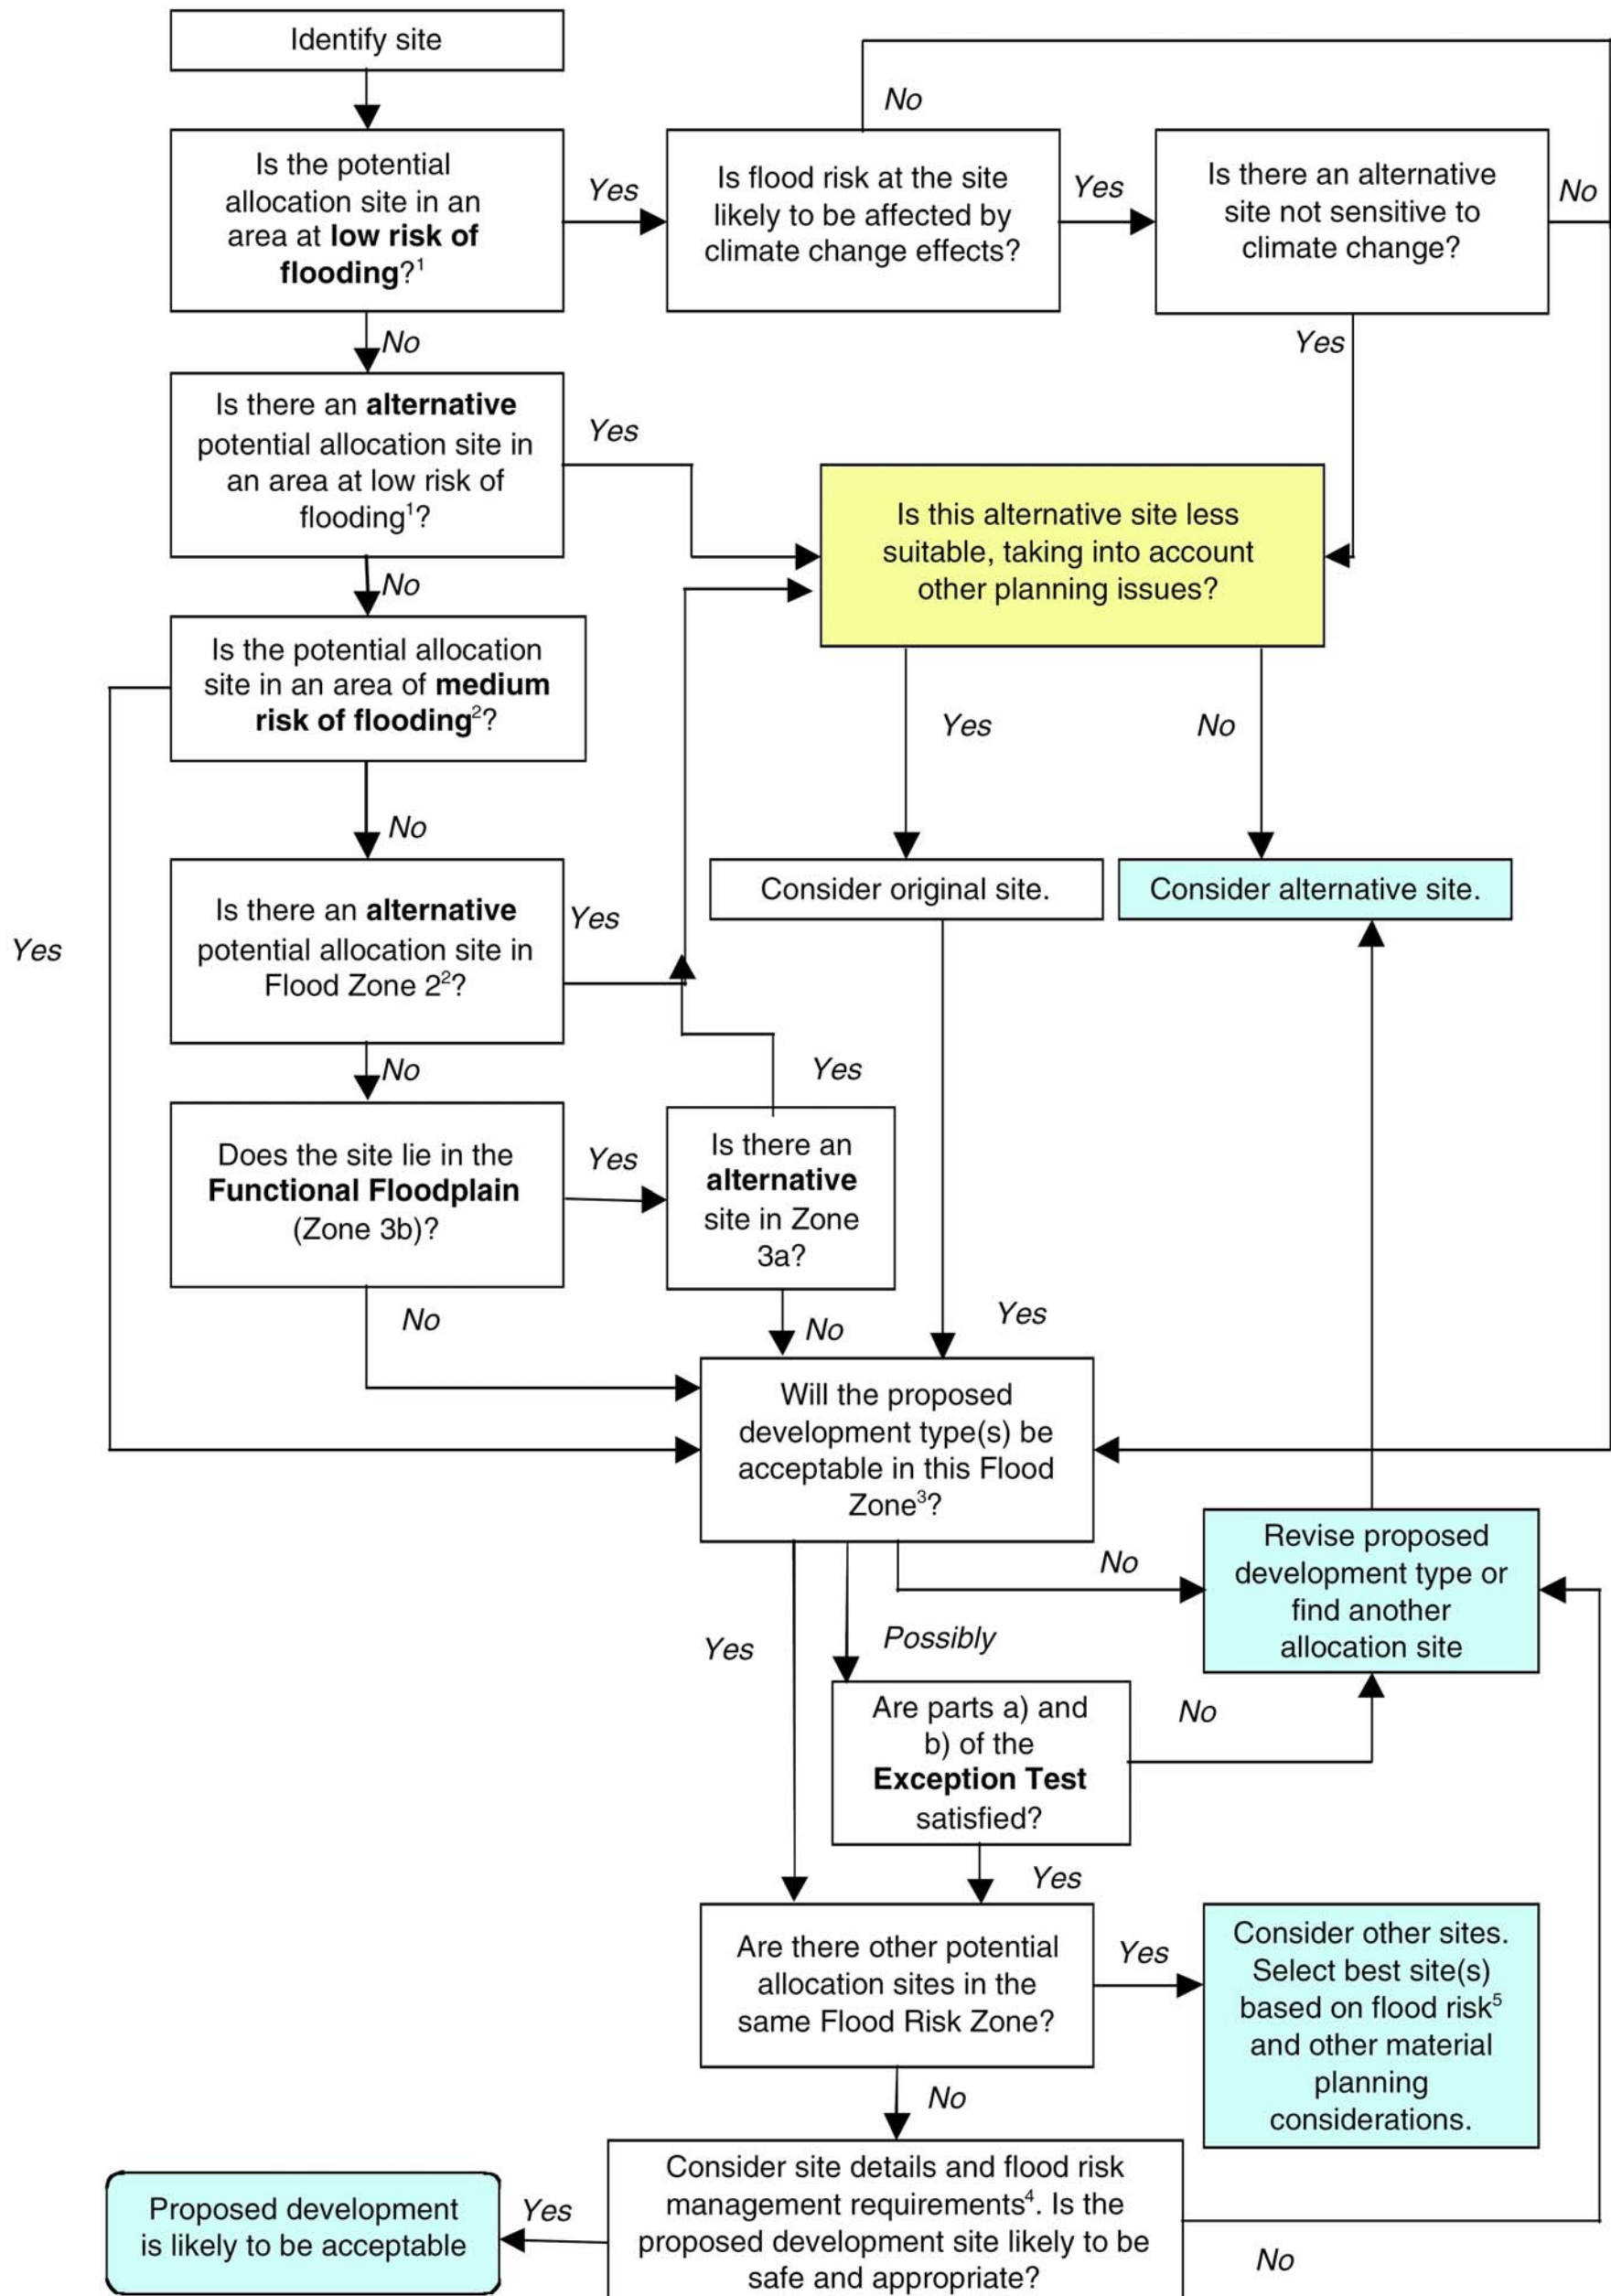 Identify site
No
Is the potential
allocation site in an
area at low risk of
flooding?¹
Yes
Is flood risk at the site
likely to be affected by
climate change effects?
Yes
Is there an alternative
site not sensitive to
climate change?
No
No
Yes
Is there an alternative
potential allocation site in
an area at low risk of
flooding¹?
Yes
Is this alternative site less
suitable, taking into account
other planning issues?
No
Is the potential allocation
site in an area of medium
risk of flooding²?
Yes
No
No
Consider original site.
Consider alternative site.
Is there an alternative
potential allocation site in
Flood Zone 2²?
Yes
Yes
No
Yes
Does the site lie in the
Functional Floodplain
(Zone 3b)?
Yes
Is there an
alternative
site in Zone
3a?
No
No
Yes
Will the proposed
development type(s) be
acceptable in this Flood
Zone³?
No
Revise proposed
development type or
find another
allocation site
Yes
Possibly
Are parts a) and
b) of the
Exception Test
satisfied?
No
Yes
Are there other potential
allocation sites in the
same Flood Risk Zone?
Yes
Consider other sites.
Select best site(s)
based on flood risk⁵
and other material
planning
considerations.
No
Consider site details and flood risk
management requirements⁴. Is the
proposed development site likely to be
safe and appropriate?
Yes
Proposed development
is likely to be acceptable
No